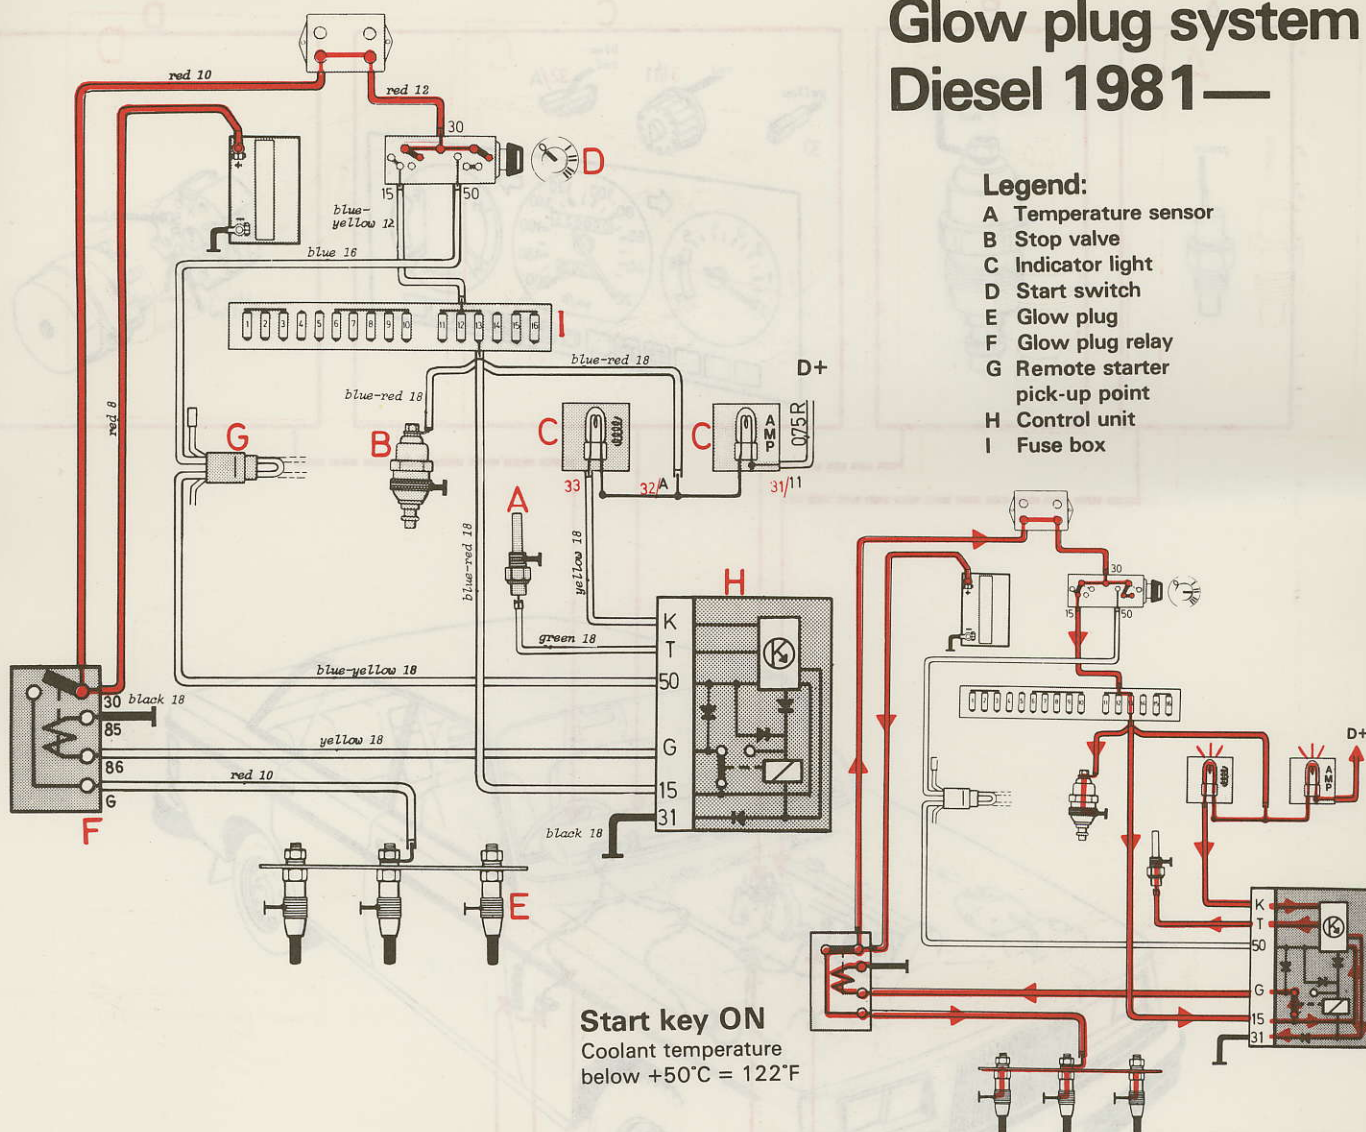 Glow plug system
Diesel 1981—
Legend:
A Temperature sensor
B Stop valve
C Indicator light
D Start switch
E Glow plug
F Glow plug relay
G Remote starter
pick-up point
H Control unit
I Fuse box
red 10
red 12
30
D
15
50
blue-
yellow 12
blue 16
+
-
1 2 3 4 5 6 7 8 9 10 11 12 13 14 15 16
I
blue-red 18
blue-red 18
D+
red 8
G
B
C
C
AMP
0,75R
33
32/A
31/11
A
blue-red 18
yellow 18
H
K
green 18
T
blue-yellow 18
50
K
30
black 18
85
yellow 18
G
86
red 10
15
G
31
black 18
F
E
Start key ON
Coolant temperature
below +50°C = 122°F
30
15
50
+
D+
AMP
K
T
50
K
G
15
31